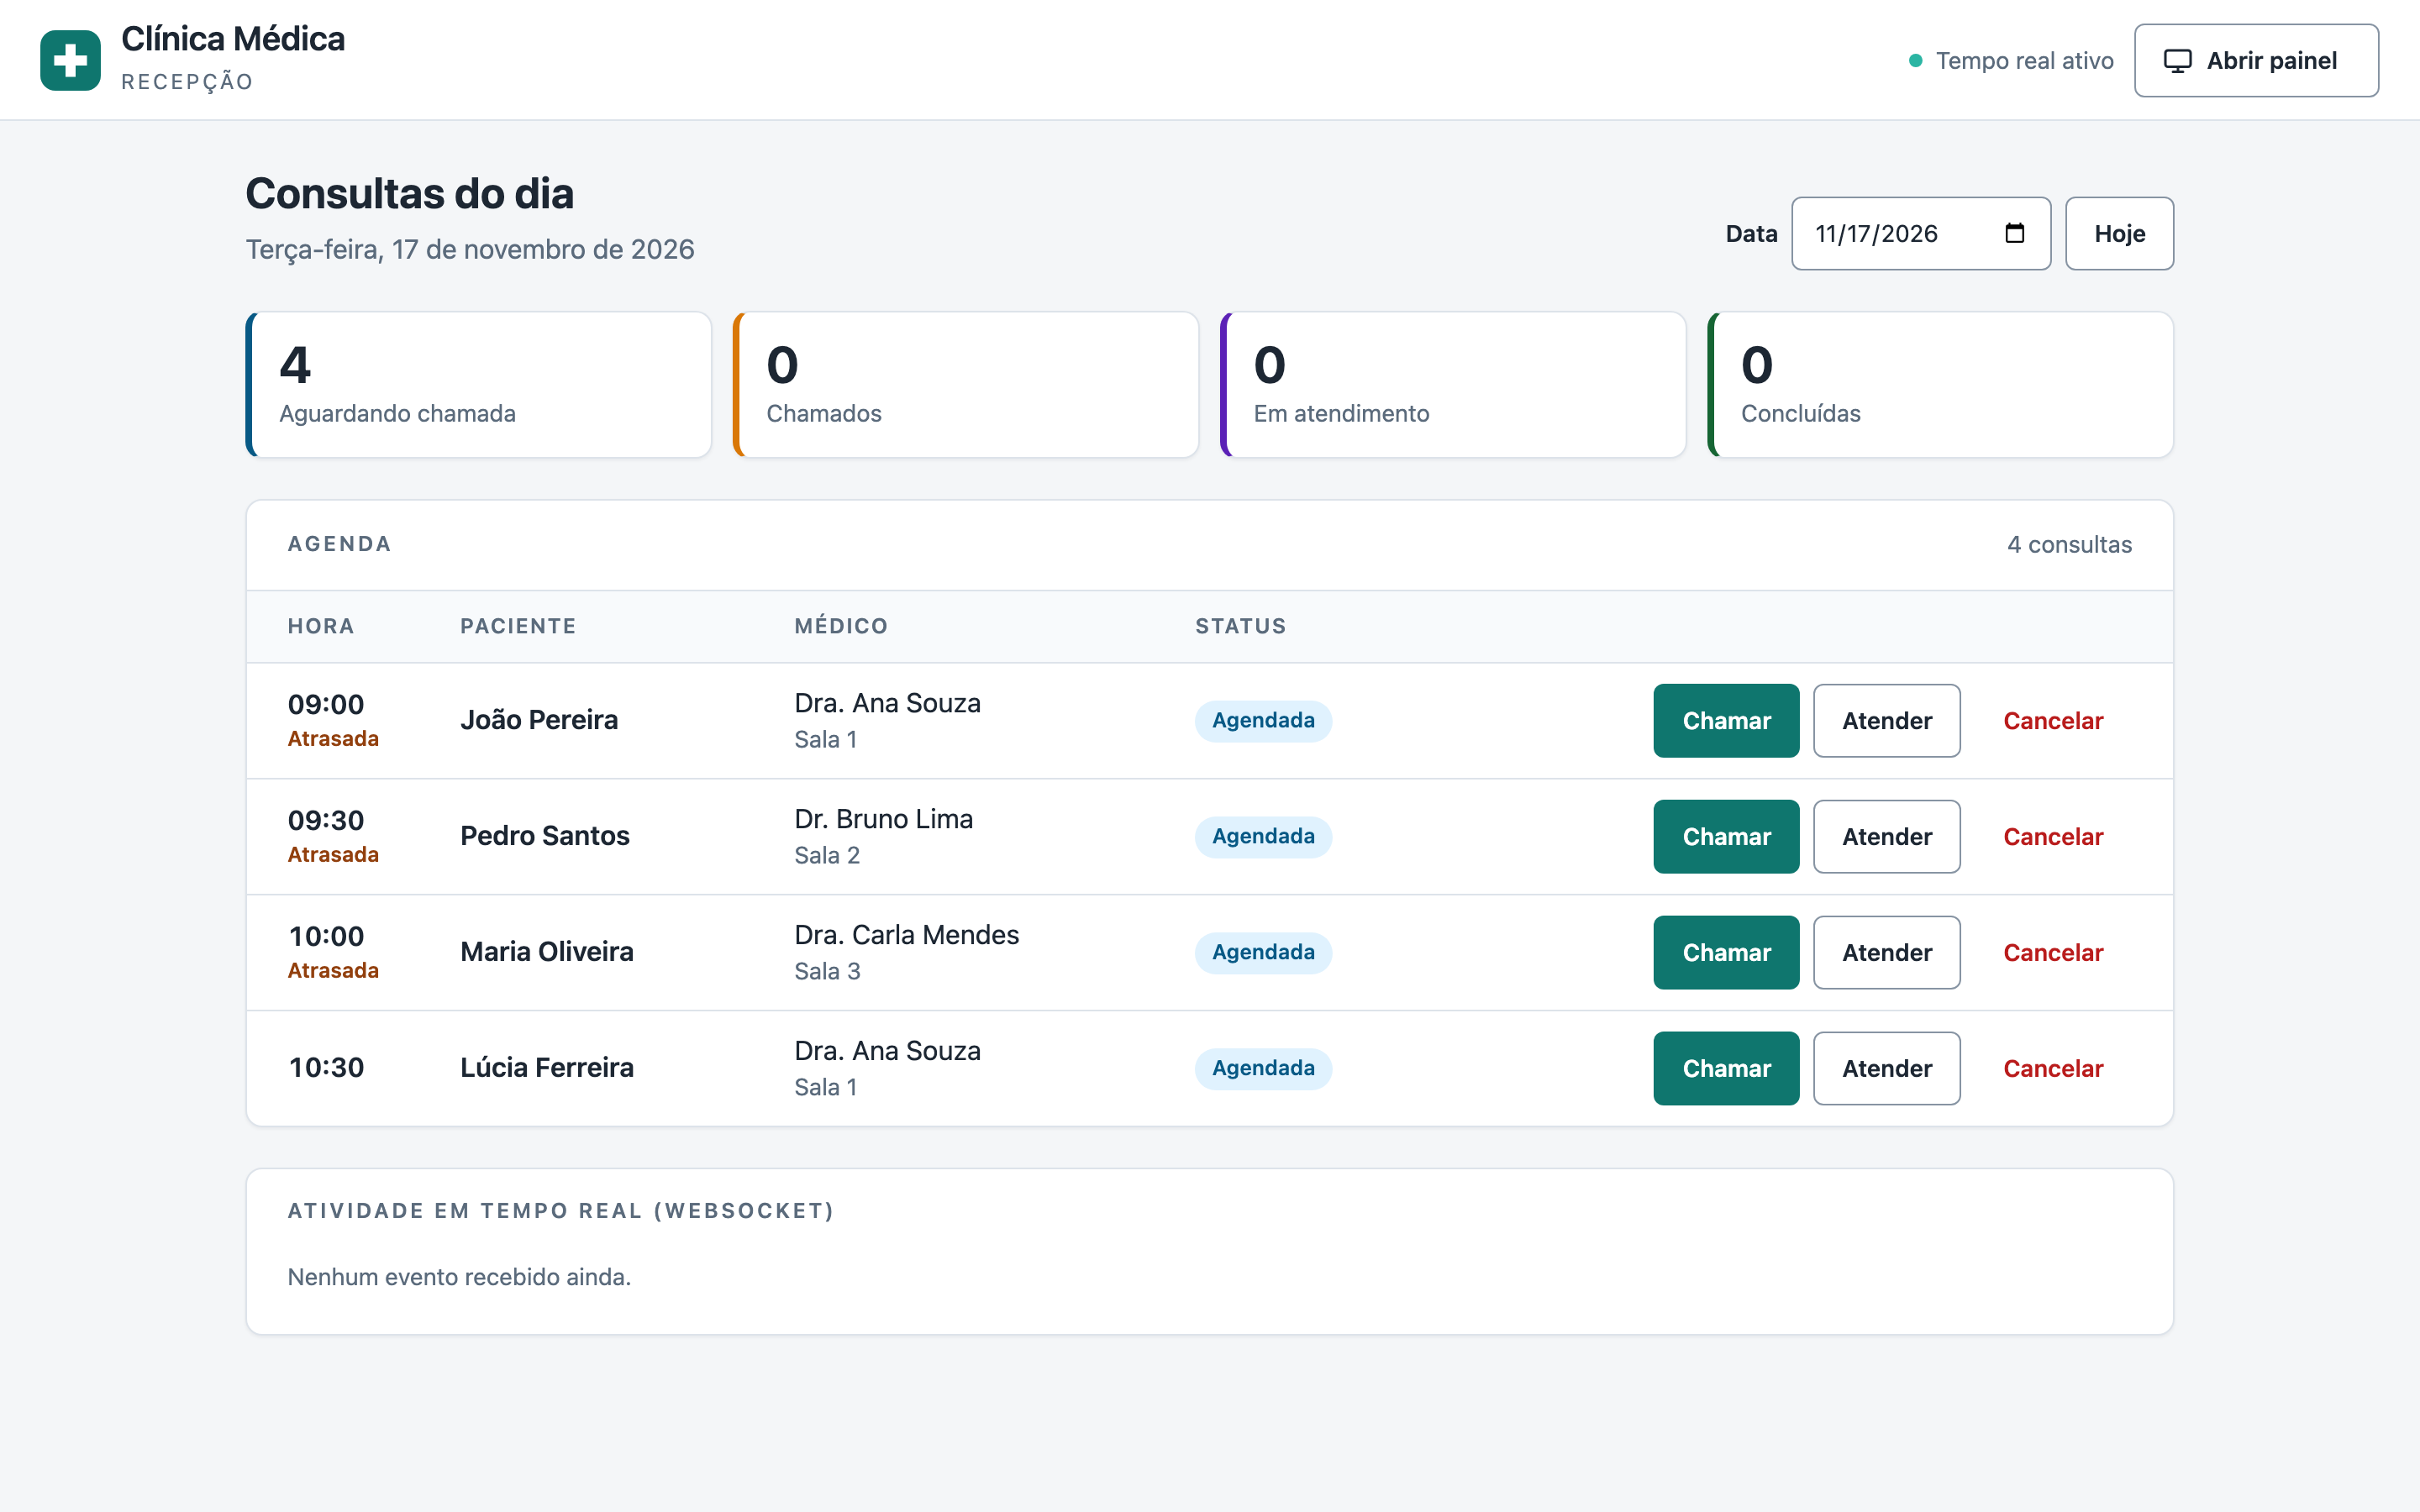 Clínica Médica
RECEPÇÃO
Tempo real ativo
Abrir painel
Consultas do dia
Terça-feira, 17 de novembro de 2026
Data
11/17/2026
Hoje
4
Aguardando chamada
0
Chamados
0
Em atendimento
0
Concluídas
AGENDA
4 consultas
HORA PACIENTE MÉDICO STATUS
09:00
Atrasada
João Pereira
Dra. Ana Souza
Sala 1
Agendada
Chamar
Atender
Cancelar
09:30
Atrasada
Pedro Santos
Dr. Bruno Lima
Sala 2
Agendada
Chamar
Atender
Cancelar
10:00
Atrasada
Maria Oliveira
Dra. Carla Mendes
Sala 3
Agendada
Chamar
Atender
Cancelar
10:30
Lúcia Ferreira
Dra. Ana Souza
Sala 1
Agendada
Chamar
Atender
Cancelar
ATIVIDADE EM TEMPO REAL (WEBSOCKET)
Nenhum evento recebido ainda.